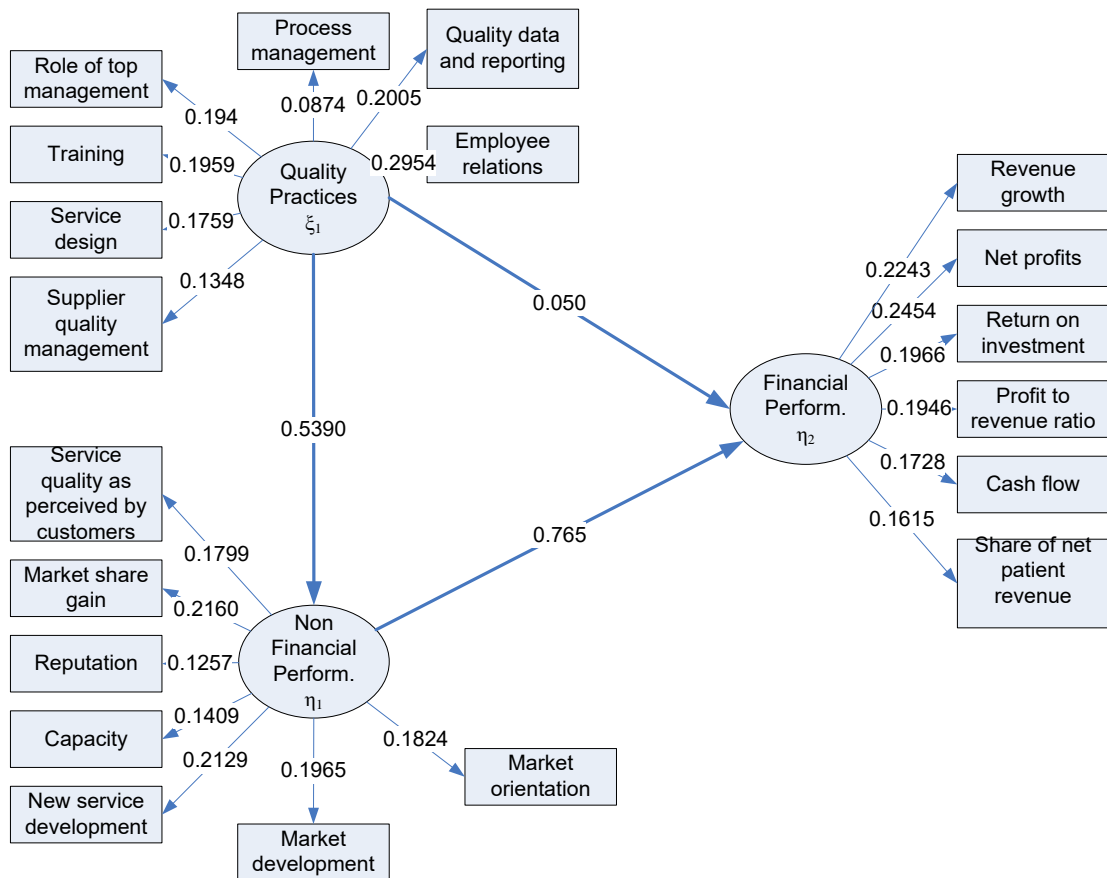 Process
management
Quality data
and reporting
Role of top
management
0.194
0.0874
0.2005
Training
0.1959
0.2954
Employee
relations
Quality
Practices
ξ1
Service
design
0.1759
Supplier
quality
management
0.1348
0.050
0.5390
0.765
Revenue
growth
Net profits
Return on
investment
Profit to
revenue ratio
Cash flow
Share of net
patient
revenue
0.2243
0.2454
0.1966
0.1946
0.1728
0.1615
Financial
Perform.
η2
Service
quality as
perceived by
customers
0.1799
Market share
gain
0.2160
Reputation
0.1257
Capacity
0.1409
New service
development
0.2129
Non
Financial
Perform.
η1
0.1965
Market
development
0.1824
Market
orientation